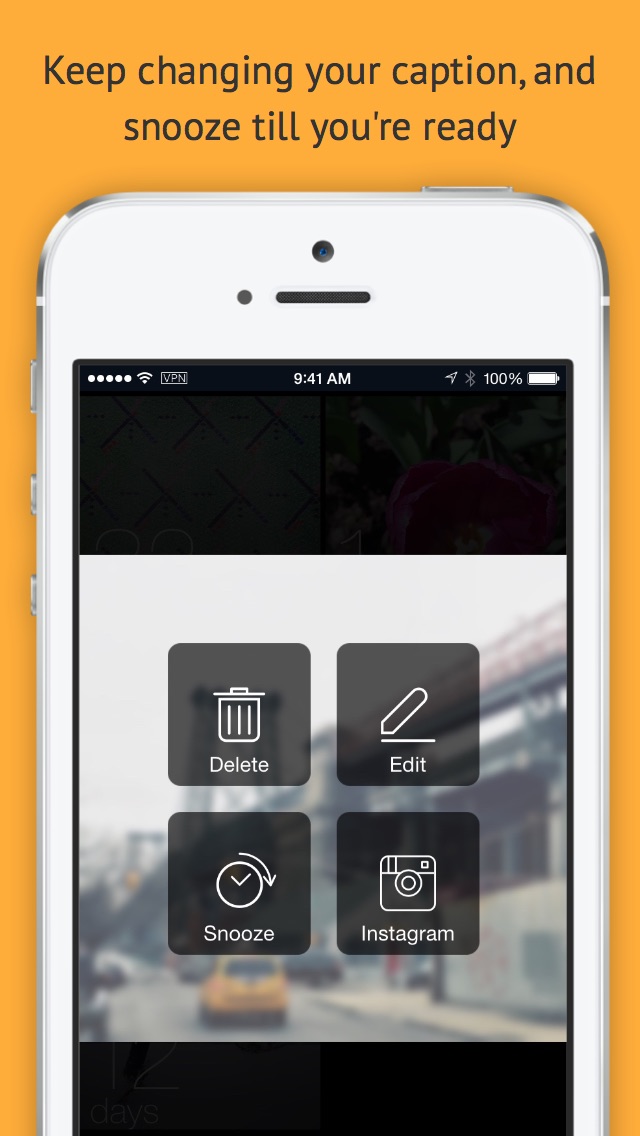 Keep changing your caption, and
snooze till you're ready
VPN 9:41 AM 100%
Delete Edit
Snooze Instagram
12
days